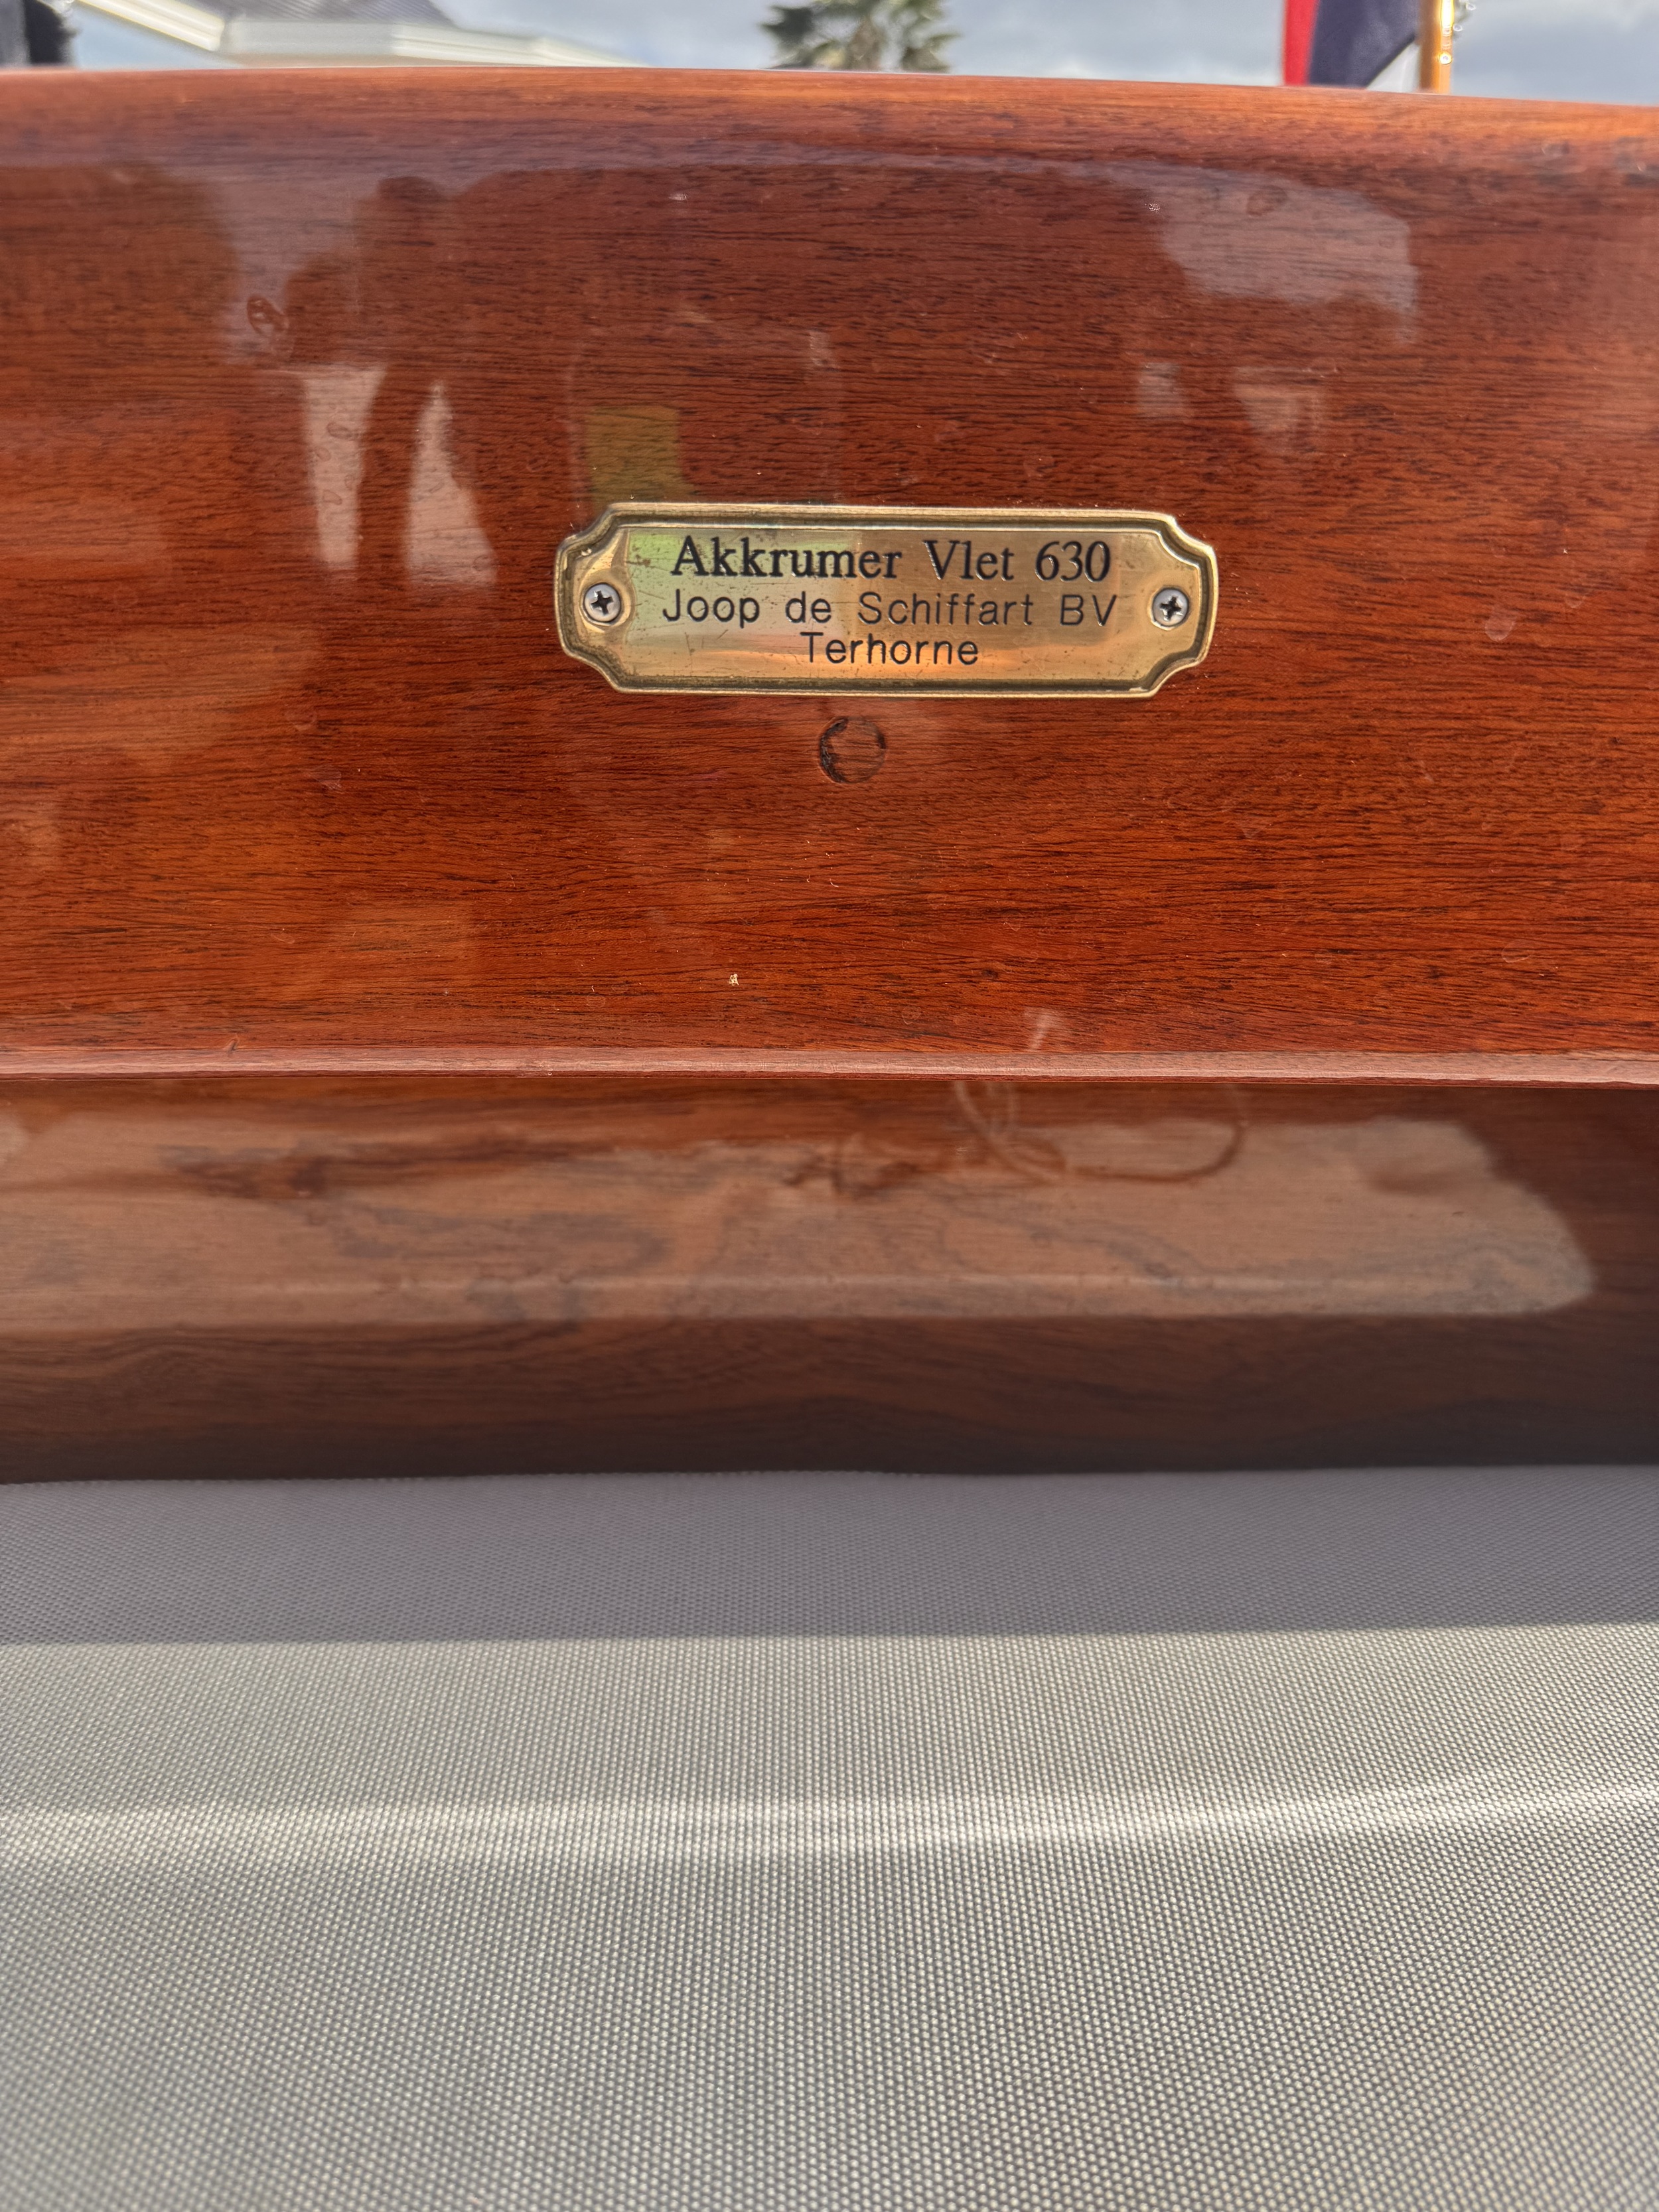 Akkrumer Vlet 630
Joop de Schiffart BV
Terhorne